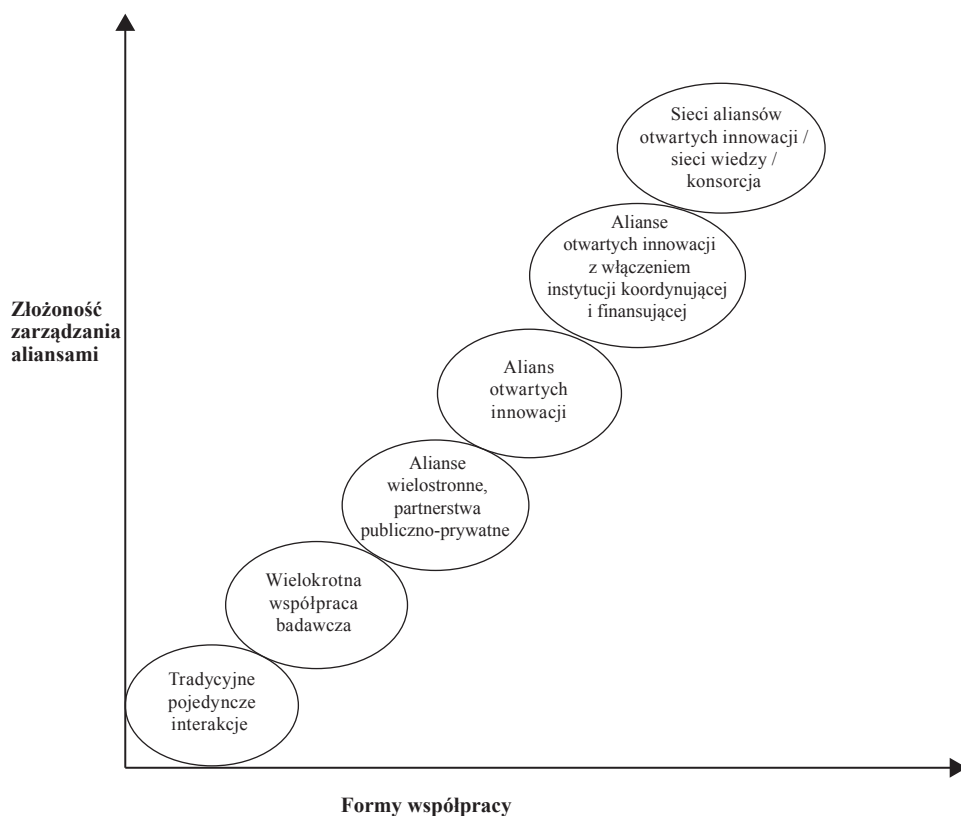 Sieci aliansów
otwartych innowacji /
sieci wiedzy /
konsorcja
Alianse
otwartych innowacji
z włączeniem
instytucji koordynującej
i finansującej
Złożoność
zarządzania
aliansami
Alians
otwartych
innowacji
Alianse
wielostronne,
partnerstwa
publiczno-prywatne
Wielokrotna
współpraca
badawcza
Tradycyjne
pojedyncze
interakcje
Formy współpracy